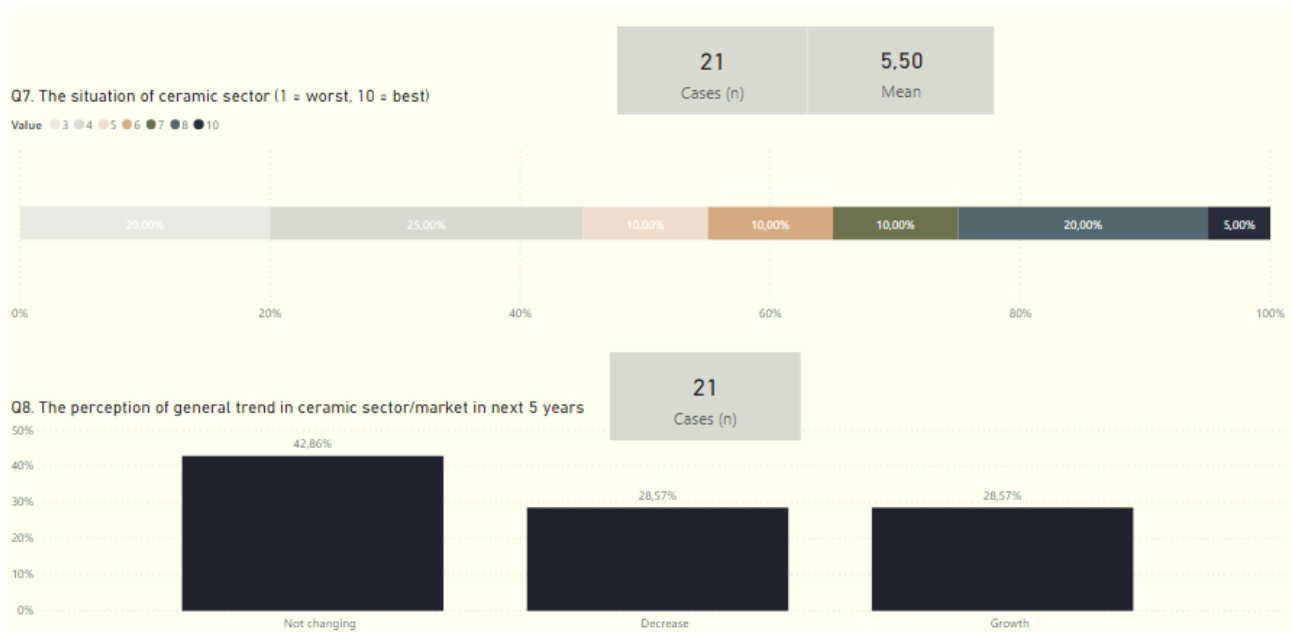 21
Cases (n)
5,50
Mean
Q7. The situation of ceramic sector (1 = worst, 10 = best)
Value 3 4 5 6 7 8 10
20,00% 25,00% 10,00% 10,00% 10,00% 20,00% 5,00%
0% 20% 40% 60% 80% 100%
21
Cases (n)
Q8. The perception of general trend in ceramic sector/market in next 5 years
50%
42,86%
40%
30%
28,57% 28,57%
20%
10%
0%
Not changing Decrease Growth